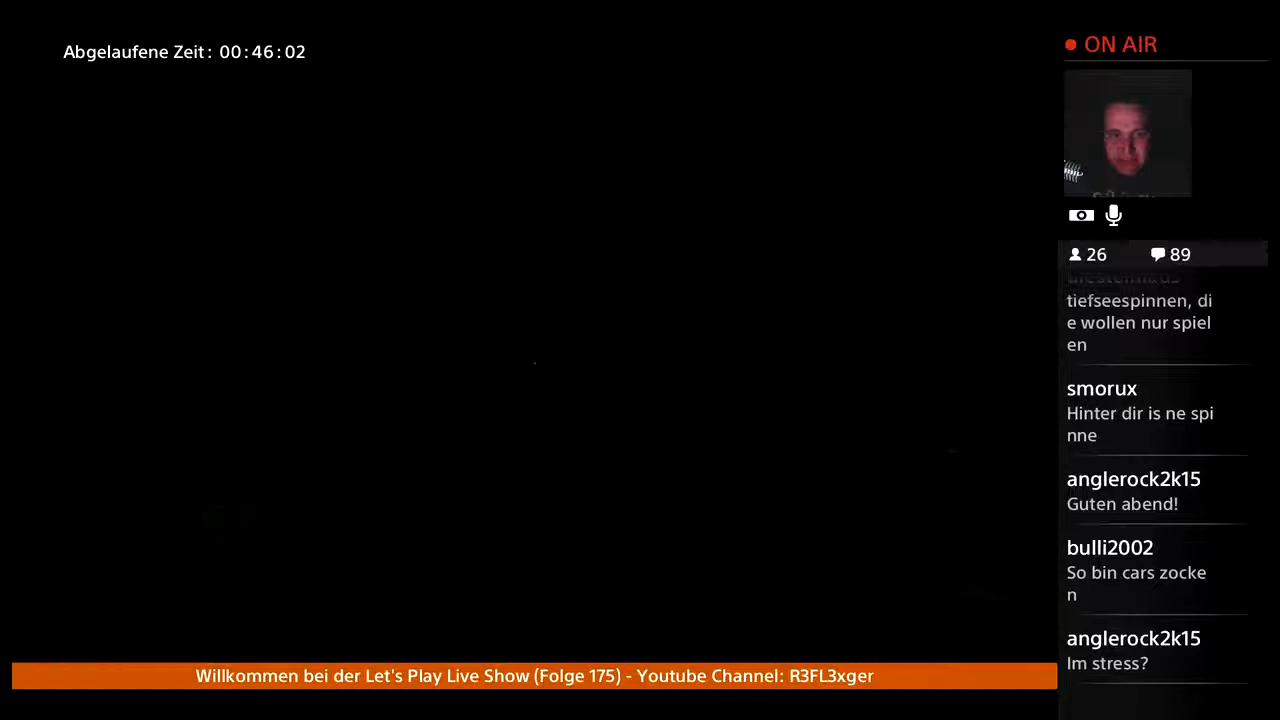 Abgelaufene Zeit: 00:46:02
ON AIR
26 89
tiefseespinnen, di
e wollen nur spiel
en
smorux
Hinter dir is ne spi
nne
anglerock2k15
Guten abend!
bulli2002
So bin cars zocke
n
anglerock2k15
Im stress?
Willkommen bei der Let's Play Live Show (Folge 175) - Youtube Channel: R3FL3xger